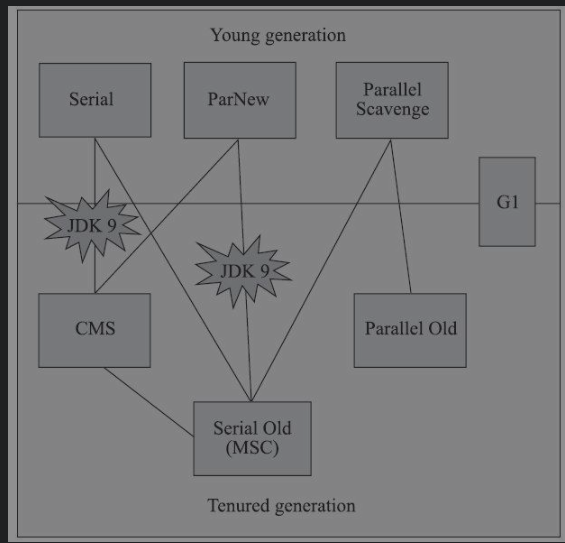 Young generation
Serial
ParNew
Parallel
Scavenge
G1
JDK 9
JDK 9
CMS
Parallel Old
Serial Old
(MSC)
Tenured generation